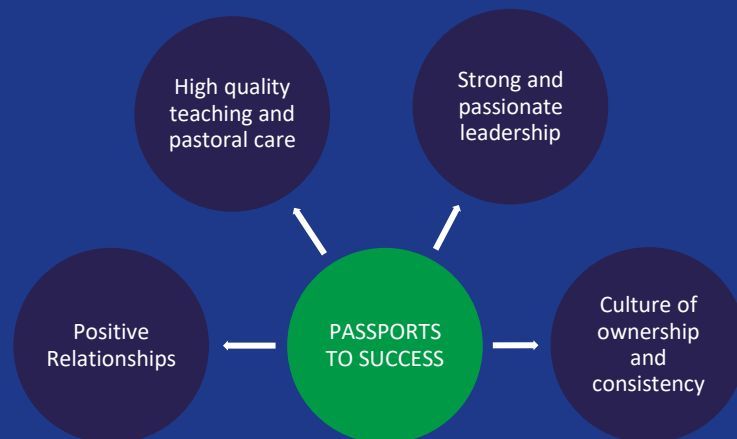 High quality
teaching and
pastoral care
Strong and
passionate
leadership
Positive
Relationships
PASSPORTS
TO SUCCESS
Culture of
ownership
and
consistency